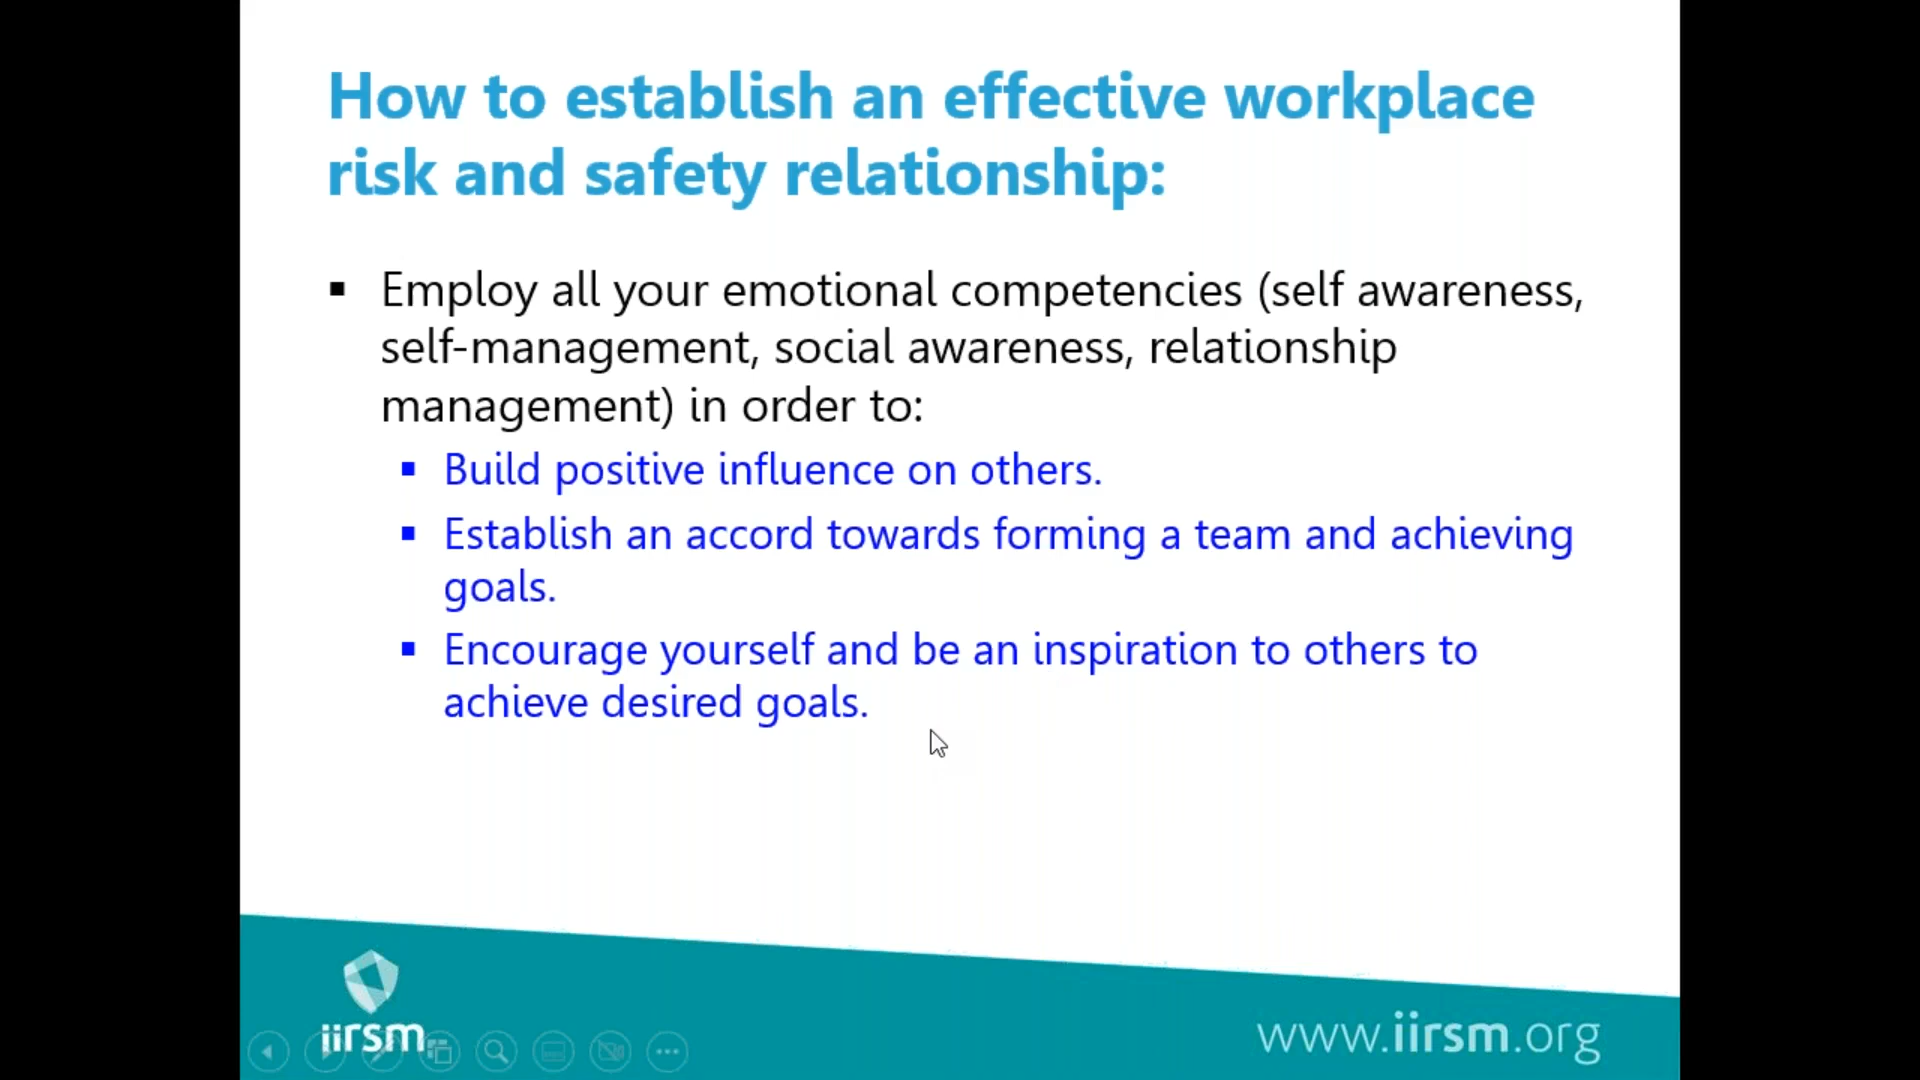 How to establish an effective workplace
risk and safety relationship:
▪ Employ all your emotional competencies (self awareness,
self-management, social awareness, relationship
management) in order to:
▪ Build positive influence on others.
▪ Establish an accord towards forming a team and achieving
goals.
▪ Encourage yourself and be an inspiration to others to
achieve desired goals.
iirsm
www.iirsm.org